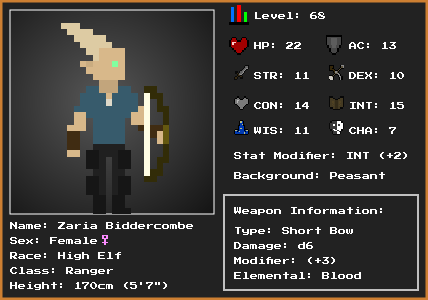 Level: 68
HP: 22 AC: 13
STR: 11 DEX: 10
CON: 14 INT: 15
WIS: 11 CHA: 7
Stat Modifier: INT (+2)
Background: Peasant
Weapon Information:
Type: Short Bow
Damage: d6
Modifier: (+3)
Elemental: Blood
Name: Zaria Biddercombe
Sex: Female♀
Race: High Elf
Class: Ranger
Height: 170cm (5'7")